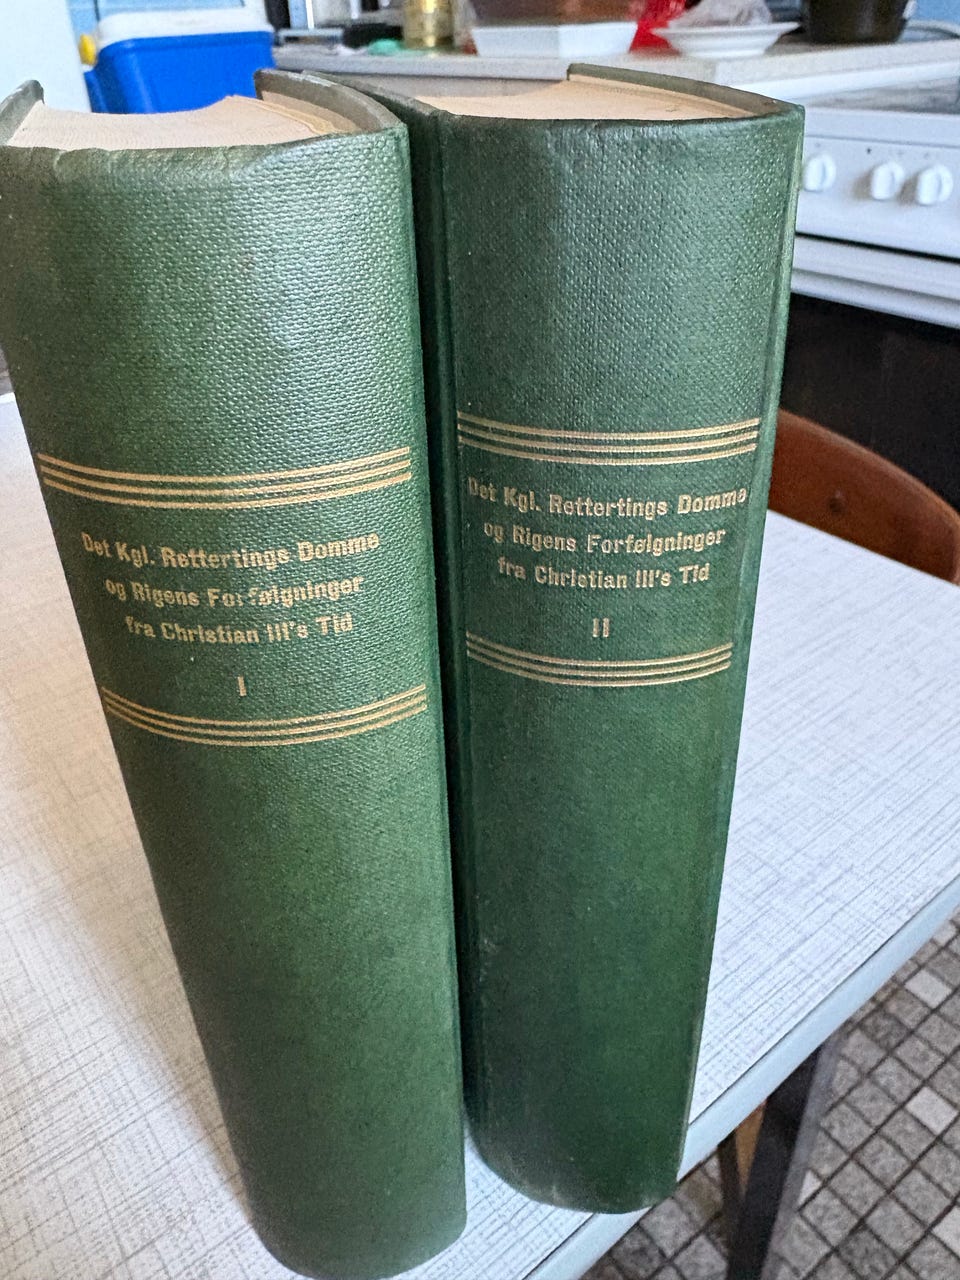 Det Kgl. Rettertings Domme
og Rigens Forfølgninger
fra Christian III's Tid
I
Det Kgl. Rettertings Domme
og Rigens Forfølgninger
fra Christian III's Tid
II